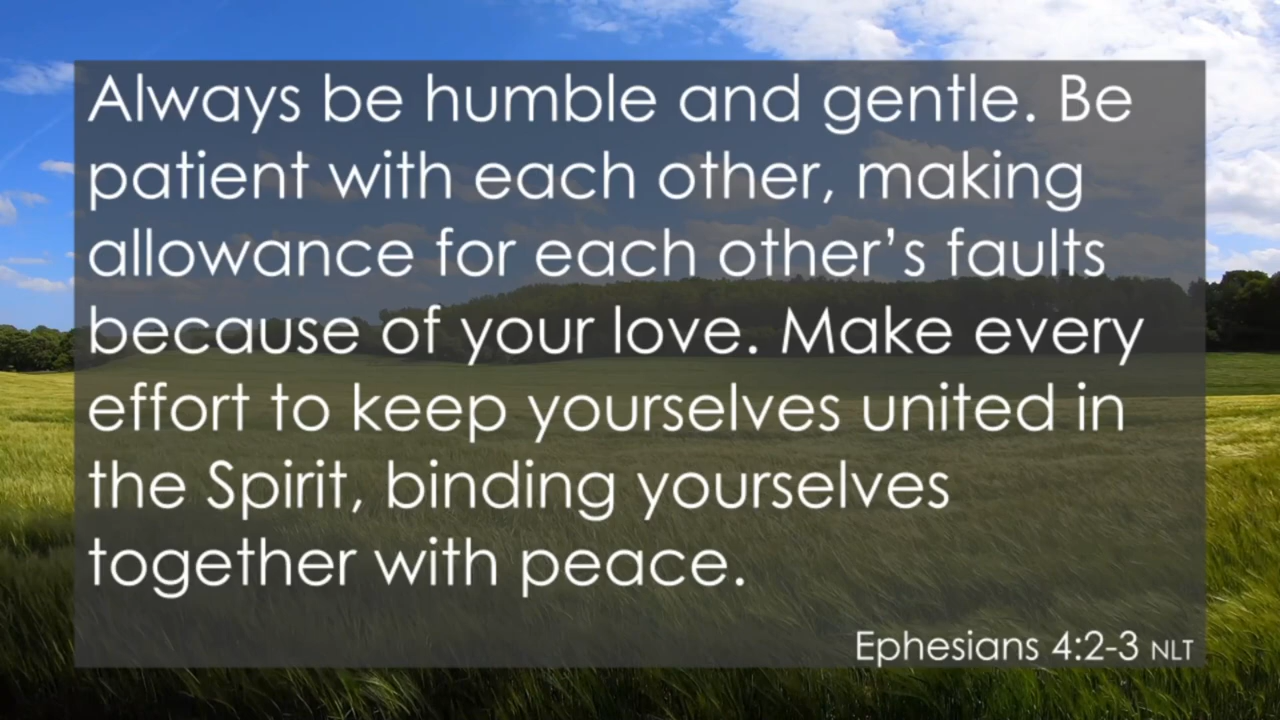 Always be humble and gentle. Be
patient with each other, making
allowance for each other’s faults
because of your love. Make every
effort to keep yourselves united in
the Spirit, binding yourselves
together with peace.
Ephesians 4:2-3 NLT